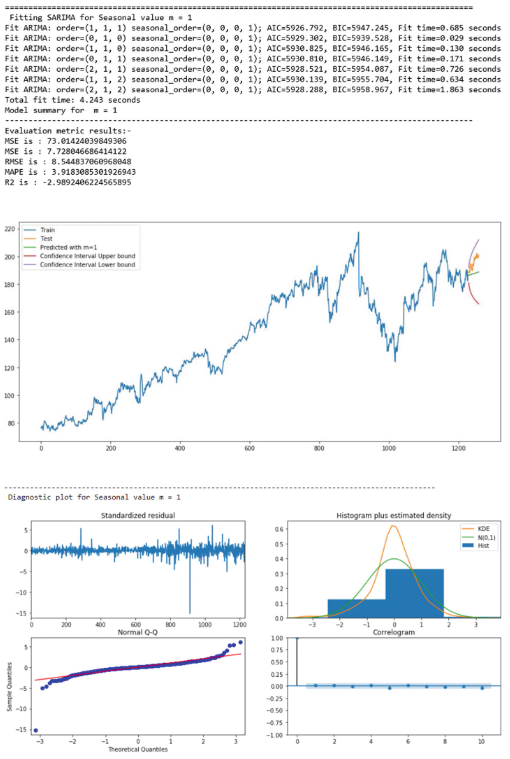 Fitting SARIMA for Seasonal value m = 1
Fit ARIMA: order=(1, 1, 1) seasonal_order=(0, 0, 0, 1); AIC=5926.792, BIC=5947.245, Fit time=0.685 seconds
Fit ARIMA: order=(0, 1, 0) seasonal_order=(0, 0, 0, 1); AIC=5929.302, BIC=5939.528, Fit time=0.029 seconds
Fit ARIMA: order=(1, 1, 0) seasonal_order=(0, 0, 0, 1); AIC=5930.825, BIC=5946.165, Fit time=0.130 seconds
Fit ARIMA: order=(0, 1, 1) seasonal_order=(0, 0, 0, 1); AIC=5930.810, BIC=5946.149, Fit time=0.171 seconds
Fit ARIMA: order=(2, 1, 1) seasonal_order=(0, 0, 0, 1); AIC=5928.521, BIC=5954.087, Fit time=0.726 seconds
Fit ARIMA: order=(1, 1, 2) seasonal_order=(0, 0, 0, 1); AIC=5930.139, BIC=5955.704, Fit time=0.634 seconds
Fit ARIMA: order=(2, 1, 2) seasonal_order=(0, 0, 0, 1); AIC=5928.288, BIC=5958.967, Fit time=1.863 seconds
Total fit time: 4.243 seconds
Model summary for  m = 1
Evaluation metric results:-
MSE is : 73.01424039849306
MSE is : 7.728046686414122
RMSE is : 8.544837060968048
MAPE is : 3.9183085301926943
R2 is : -2.9892406224565895
220
200
180
160
140
120
100
80
Train
Test
Predicted with m=1
Confidence Interval Upper bound
Confidence Interval Lower bound
0 200 400 600 800 1000 1200
Diagnostic plot for Seasonal value m = 1
Standardized residual
5
0
−5
−10
−15
0 200 400 600 800 1000 1200
Histogram plus estimated density
0.6
0.5
0.4
0.3
0.2
0.1
0.0
KDE
N(0,1)
Hist
−3 −2 −1 0 1 2 3
Normal Q-Q
Sample Quantiles
5
0
−5
−10
−15
−3 −2 −1 0 1 2 3
Theoretical Quantiles
Correlogram
1.00
0.75
0.50
0.25
0.00
−0.25
−0.50
−0.75
−1.00
0 2 4 6 8 10